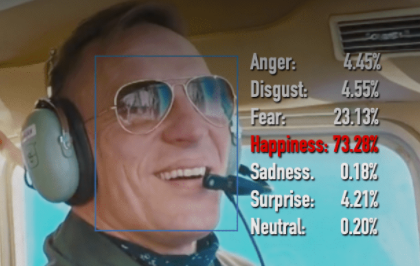 Anger: 4.45%
Disgust: 4.55%
Fear: 23.13%
Happiness: 73.28%
Sadness. 0.18%
Surprise: 4.21%
Neutral: 0.20%